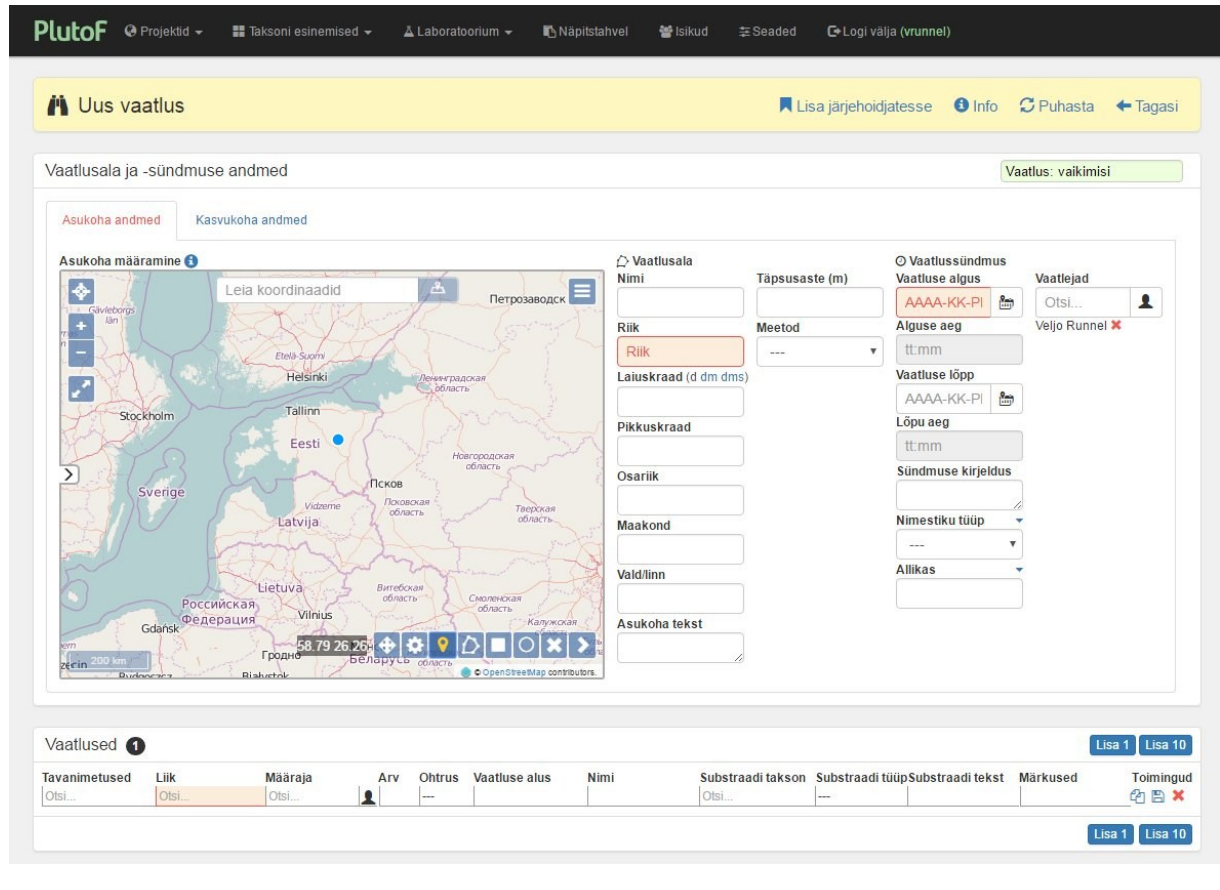 PlutoF Projektid Taksoni esinemised Laboratoorium Näpitstahvel Isikud Seaded Logi välja (vrunnel)
Uus vaatlus Lisa järjehoidjatesse Info Puhasta Tagasi
Vaatlusala ja -sündmuse andmed Vaatlus: vaikimisi
Asukoha andmed Kasvukoha andmed
Asukoha määramine
Leia koordinaadid
Gävleborgs län
Петрозаводск
Etelä-Suomi
Helsinki
Ленинградская область
Stockholm
Tallinn
Eesti
Новгородская область
Псков
Sverige
Vidzeme
Псковская область
Тверская область
Latvija
Lietuva
Витебская область
Смоленская область
Российская Федерация
Vilnius
Калужская
Gdańsk
58.79 26.26
Гродно
Беларусь
область
200 km
Bydgoszcz
Białystok
© OpenStreetMap contributors.
Vaatlusala
Nimi
Täpsusaste (m)
Riik
Riik
Meetod
---
Laiuskraad (d dm dms)
Pikkuskraad
Osariik
Maakond
Vald/linn
Asukoha tekst
Vaatlussündmus
Vaatluse algus
AAAA-KK-PI
Alguse aeg
tt:mm
Vaatluse lõpp
AAAA-KK-PI
Lõpu aeg
tt:mm
Sündmuse kirjeldus
Nimestiku tüüp
---
Allikas
Vaatlejad
Otsi...
Veljo Runnel
Vaatlused 1 Lisa 1 Lisa 10
Tavanimetused Liik Määraja Arv Ohtrus Vaatluse alus Nimi Substraadi takson Substraadi tüüp Substraadi tekst Märkused Toimingud
Otsi... Otsi... Otsi... --- Otsi... ---
Lisa 1 Lisa 10